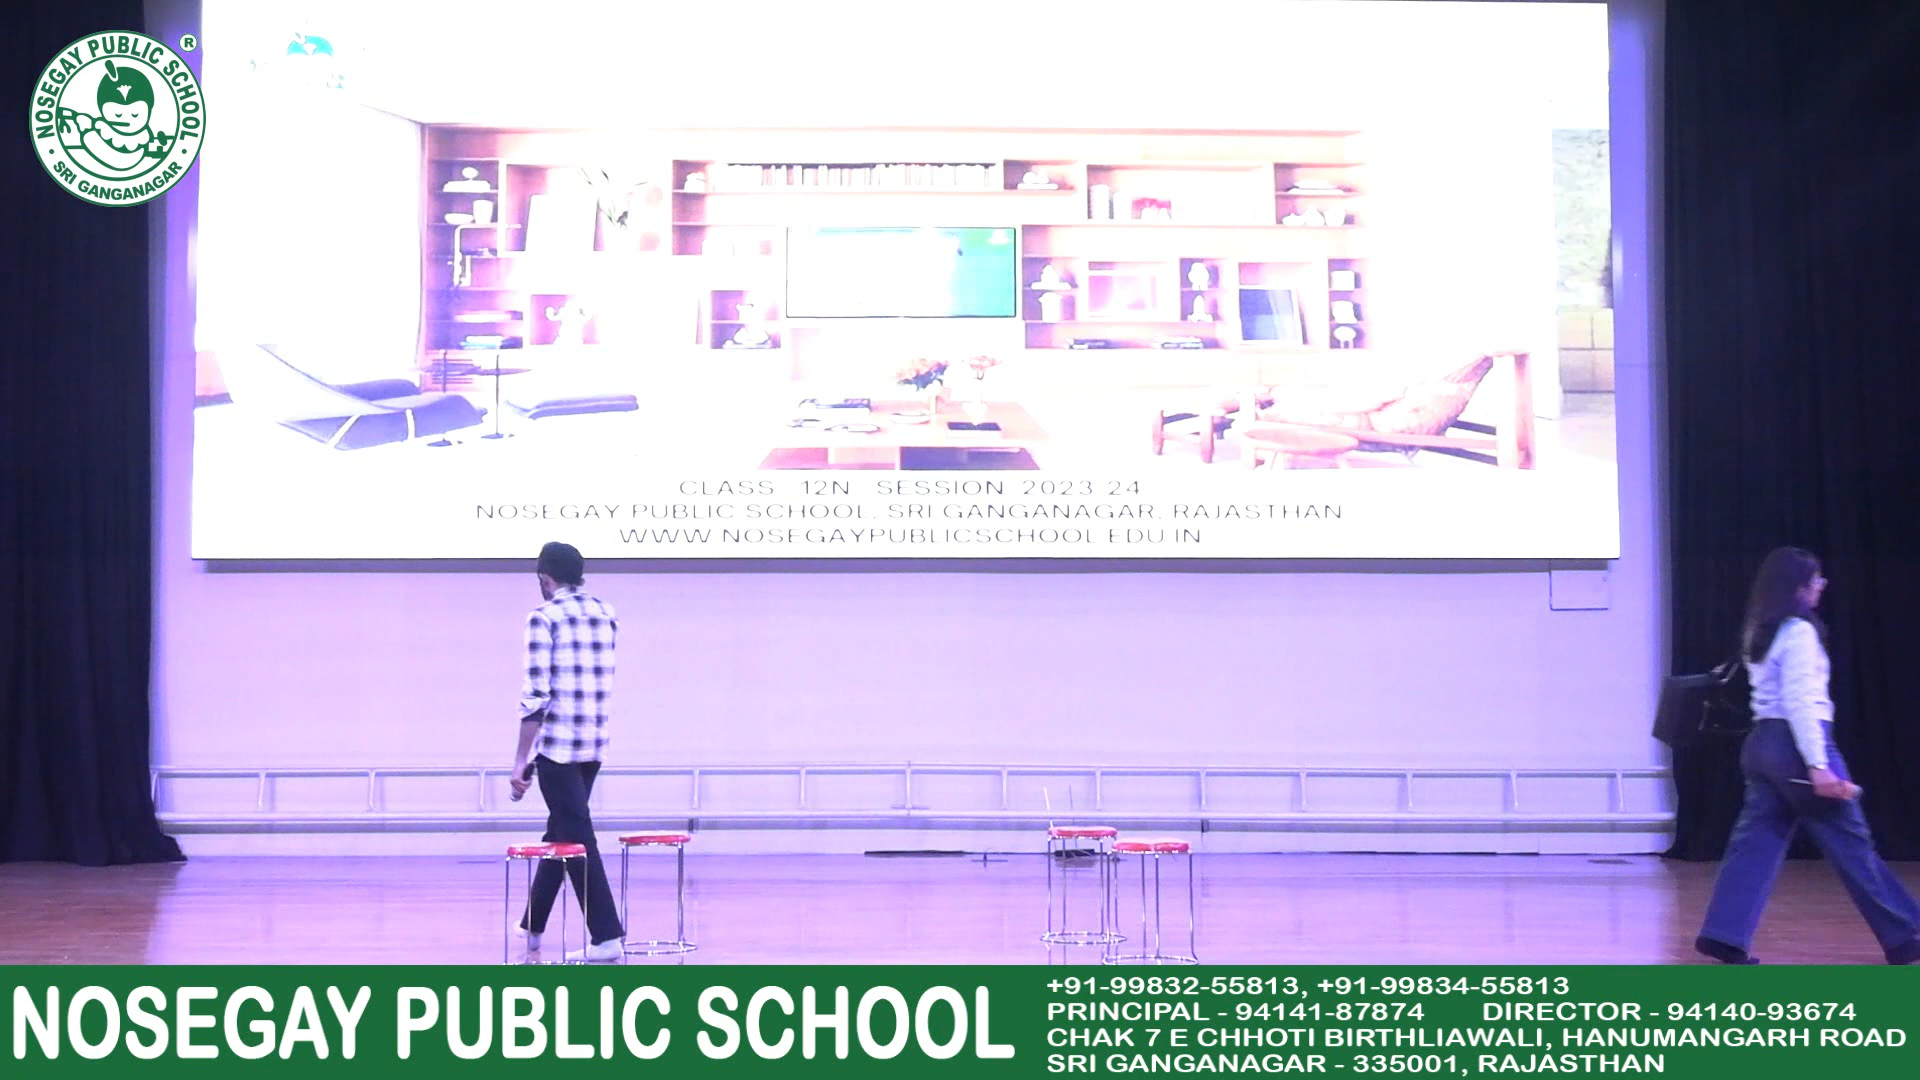 NOSEGAY PUBLIC SCHOOL
®
· SRI GANGANAGAR ·
CLASS 12N SESSION 2023 24
NOSEGAY PUBLIC SCHOOL, SRI GANGANAGAR, RAJASTHAN
WWW NOSEGAYPUBLICSCHOOL EDU IN
NOSEGAY PUBLIC SCHOOL
+91-99832-55813, +91-99834-55813
PRINCIPAL - 94141-87874 DIRECTOR - 94140-93674
CHAK 7 E CHHOTI BIRTHLIAWALI, HANUMANGARH ROAD
SRI GANGANAGAR - 335001, RAJASTHAN